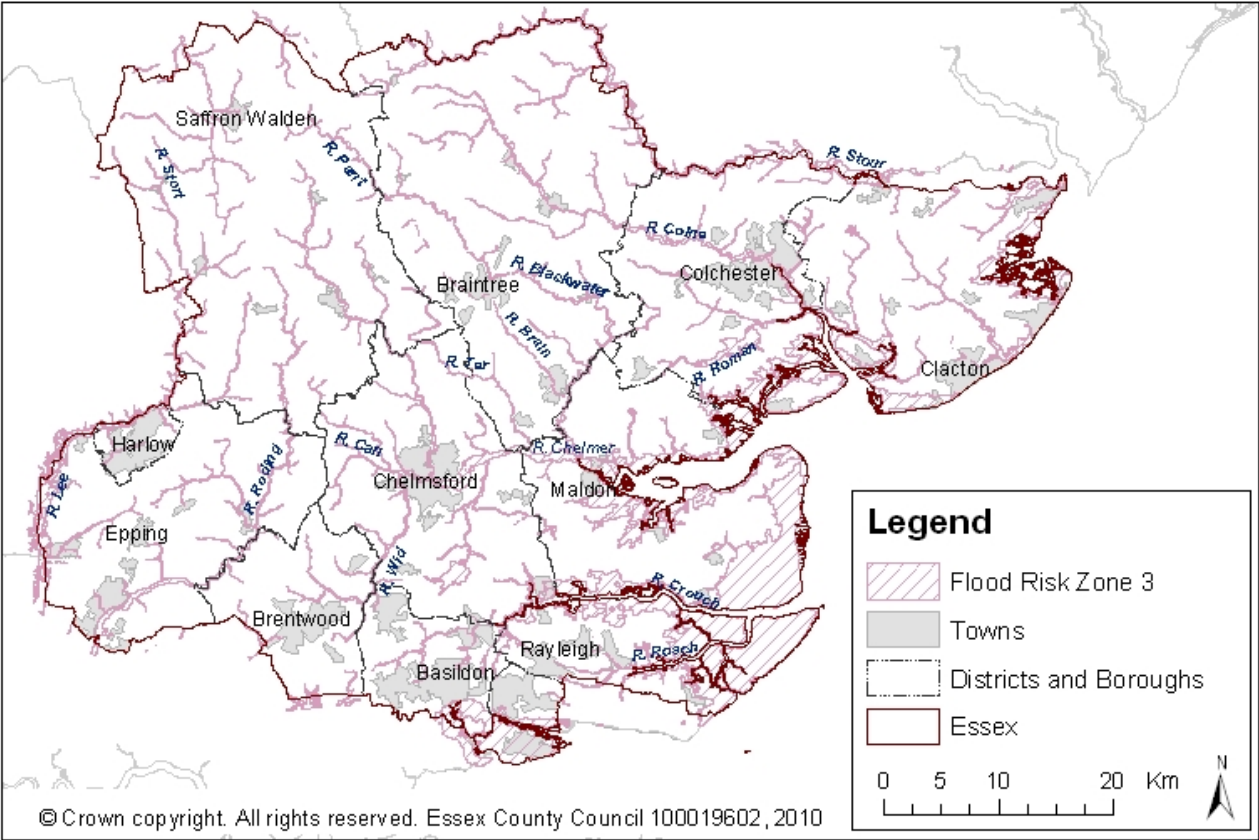 Saffron Walden
R. Stort
R. Pant
R. Stour
R. Colne
Colchester
R. Blackwater
Braintree
R. Brain
R. Ter
R. Roman
Clacton
Harlow
R. Can
R. Chelmer
R. Lee
R. Roding
Chelmsford
Maldon
Epping
R. Wid
R. Crouch
Brentwood
Rayleigh
R. Roach
Basildon
Legend
Flood Risk Zone 3
Towns
Districts and Boroughs
Essex
0 5 10 20 Km
N
© Crown copyright. All rights reserved. Essex County Council 100019602, 2010